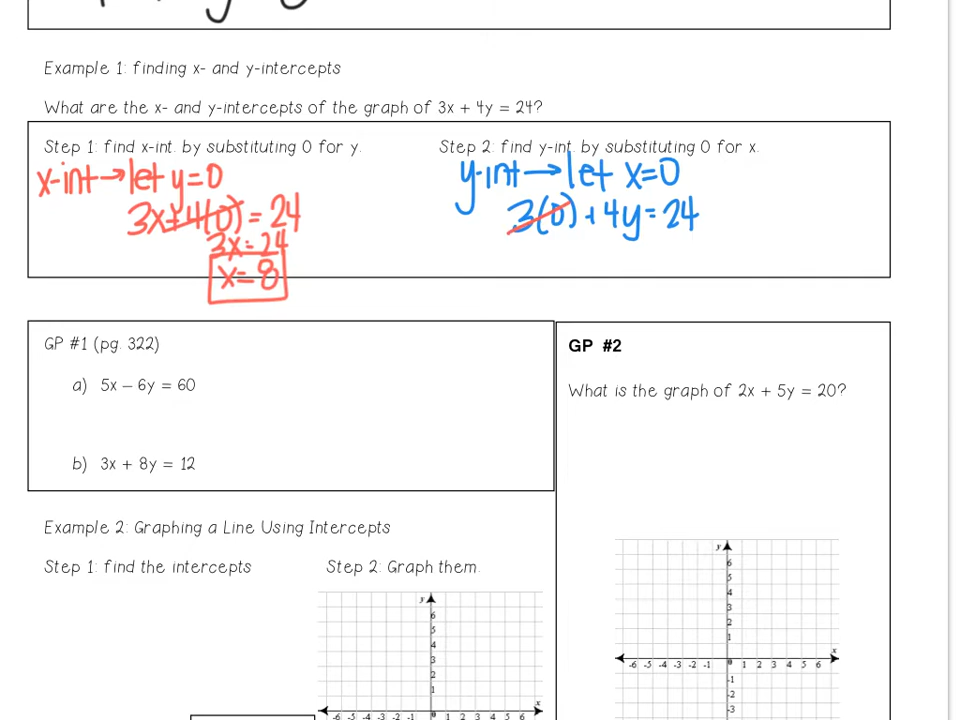 Example 1: finding x- and y-intercepts
What are the x- and y-intercepts of the graph of 3x + 4y = 24?
Step 1: find x-int. by substituting 0 for y.
x-int→let y=0
3x+4(0) = 24
3x=24
x=8
Step 2: find y-int. by substituting 0 for x.
y-int→let x=0
3(0)+4y=24
GP #1 (pg. 322)
a) 5x – 6y = 60
b) 3x + 8y = 12
GP #2
What is the graph of 2x + 5y = 20?
Example 2: Graphing a Line Using Intercepts
Step 1: find the intercepts
Step 2: Graph them.
y
6
5
4
3
2
1
x
-6 -5 -4 -3 -2 -1 0 1 2 3 4 5 6
y
6
5
4
3
2
1
x
-6 -5 -4 -3 -2 -1 0 1 2 3 4 5 6
-1
-2
-3